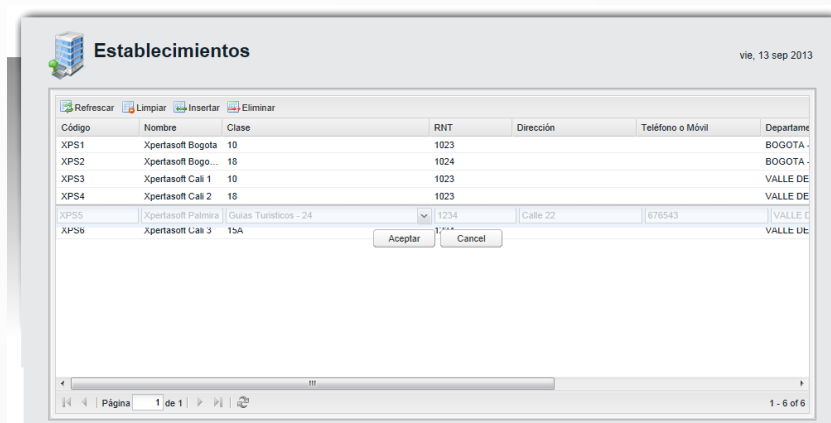 Establecimientos
vie, 13 sep 2013
Refrescar Limpiar Insertar Eliminar
Código Nombre Clase RNT Dirección Teléfono o Móvil Departame
XPS1 Xpertasoft Bogota 10 1023 BOGOTA -
XPS2 Xpertasoft Bogo... 18 1024 BOGOTA -
XPS3 Xpertasoft Cali 1 10 1023 VALLE DE
XPS4 Xpertasoft Cali 2 18 1023 VALLE DE
XPS5 Xpertasoft Palmira Guias Turisticos - 24 1234 Calle 22 676543 VALLE D
XPS6 Xpertasoft Cali 3 15A VALLE DE
Aceptar Cancel
Página 1 de 1 1 - 6 of 6